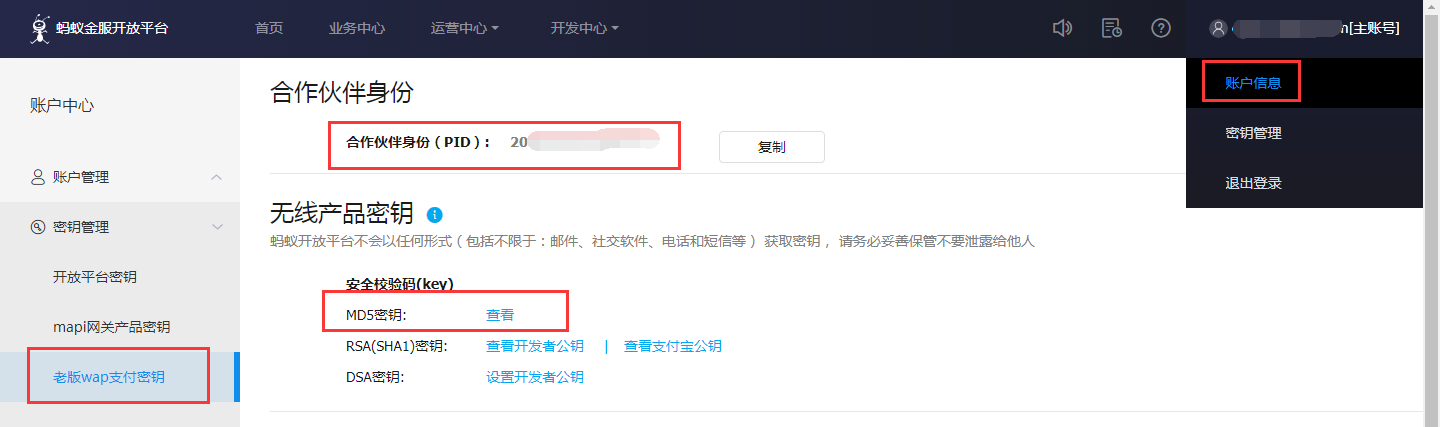 蚂蚁金服开放平台 首页 业务中心 运营中心 开发中心 [主账号]
账户信息
密钥管理
退出登录
账户中心
账户管理
密钥管理
开放平台密钥
mapi网关产品密钥
老版wap支付密钥
合作伙伴身份
合作伙伴身份（PID）： 20 复制
无线产品密钥
蚂蚁开放平台不会以任何形式（包括不限于：邮件、社交软件、电话和短信等）获取密钥，请务必妥善保管不要泄露给他人
安全校验码(key)
MD5密钥： 查看
RSA(SHA1)密钥： 查看开发者公钥 | 查看支付宝公钥
DSA密钥： 设置开发者公钥